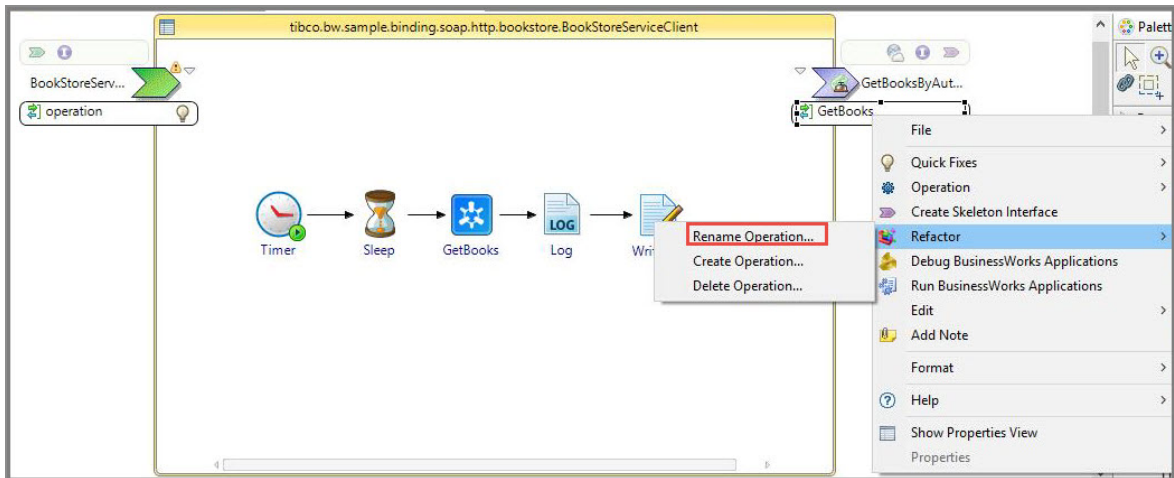 tibco.bw.sample.binding.soap.http.bookstore.BookStoreServiceClient
Palett
BookStoreServ...
operation
GetBooksByAut...
GetBooks
File
Quick Fixes
Operation
Create Skeleton Interface
Refactor
Debug BusinessWorks Applications
Run BusinessWorks Applications
Edit
Add Note
Format
Help
Show Properties View
Properties
Rename Operation...
Create Operation...
Delete Operation...
LOG
Timer
Sleep
GetBooks
Log
Wri